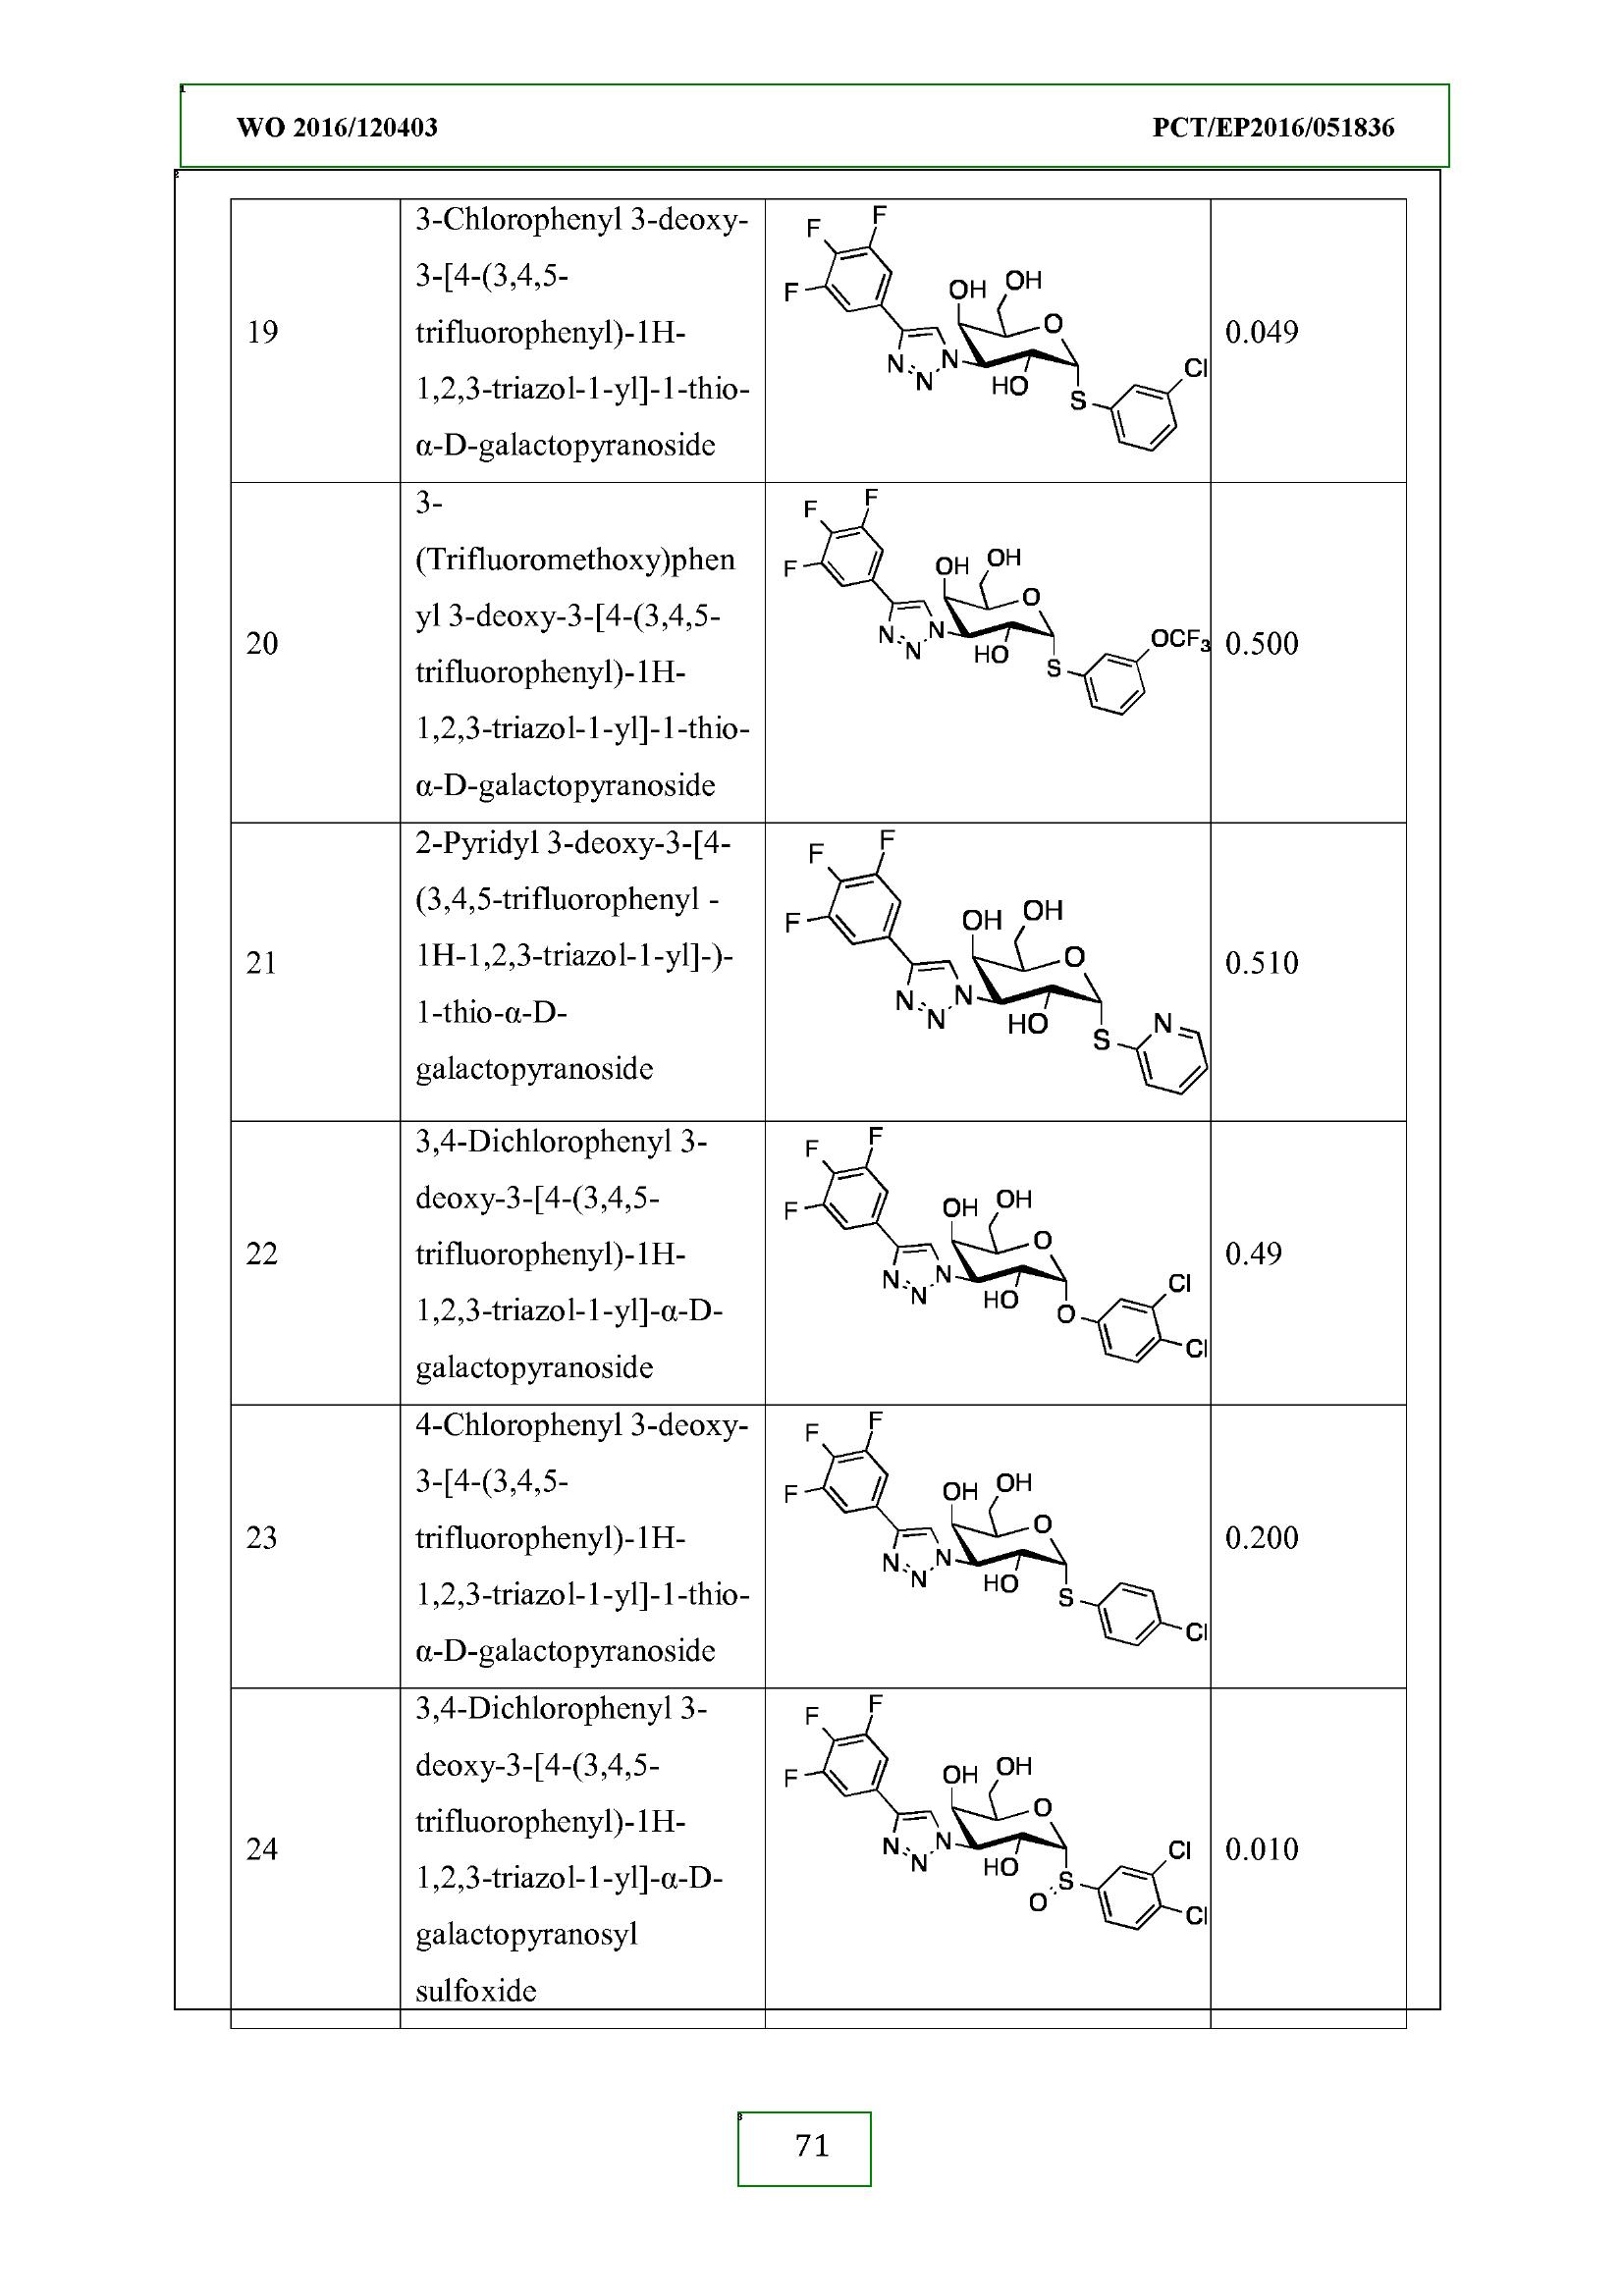 1
WO 2016/120403 PCT/EP2016/051836
2
19
3-Chlorophenyl 3-deoxy-
3-[4-(3,4,5-
trifluorophenyl)-1H-
1,2,3-triazol-1-yl]-1-thio-
α-D-galactopyranoside
F
F
F
OH
OH
O
N
N
N
HO
S
Cl
0.049
20
3-
(Trifluoromethoxy)phen
yl 3-deoxy-3-[4-(3,4,5-
trifluorophenyl)-1H-
1,2,3-triazol-1-yl]-1-thio-
α-D-galactopyranoside
F
F
F
OH
OH
O
N
N
N
HO
S
OCF3
0.500
21
2-Pyridyl 3-deoxy-3-[4-
(3,4,5-trifluorophenyl -
1H-1,2,3-triazol-1-yl]-)-
1-thio-α-D-
galactopyranoside
F
F
F
OH
OH
O
N
N
N
HO
S
N
0.510
22
3,4-Dichlorophenyl 3-
deoxy-3-[4-(3,4,5-
trifluorophenyl)-1H-
1,2,3-triazol-1-yl]-α-D-
galactopyranoside
F
F
F
OH
OH
O
N
N
N
HO
O
Cl
Cl
0.49
23
4-Chlorophenyl 3-deoxy-
3-[4-(3,4,5-
trifluorophenyl)-1H-
1,2,3-triazol-1-yl]-1-thio-
α-D-galactopyranoside
F
F
F
OH
OH
O
N
N
N
HO
S
Cl
0.200
24
3,4-Dichlorophenyl 3-
deoxy-3-[4-(3,4,5-
trifluorophenyl)-1H-
1,2,3-triazol-1-yl]-α-D-
galactopyranosyl
sulfoxide
F
F
F
OH
OH
O
N
N
N
HO
S
O
Cl
Cl
0.010
3
71